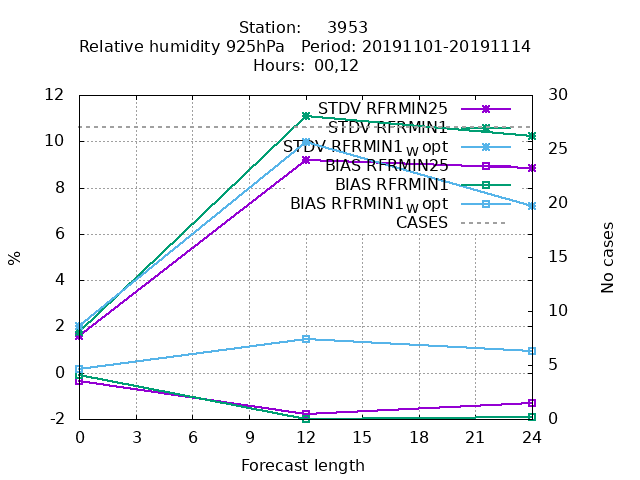 Station: 3953
Relative humidity 925hPa Period: 20191101-20191114
Hours: 00,12
12 30
STDV RFRMIN25
STDV RFRMIN1
10 25
STDV RFRMIN1_w opt
BIAS RFRMIN25
8
BIAS RFRMIN1
BIAS RFRMIN1_w opt
20
CASES
6
15
%
No cases
4
10
2
5
0
-2 0
0 3 6 9 12 15 18 21 24
Forecast length